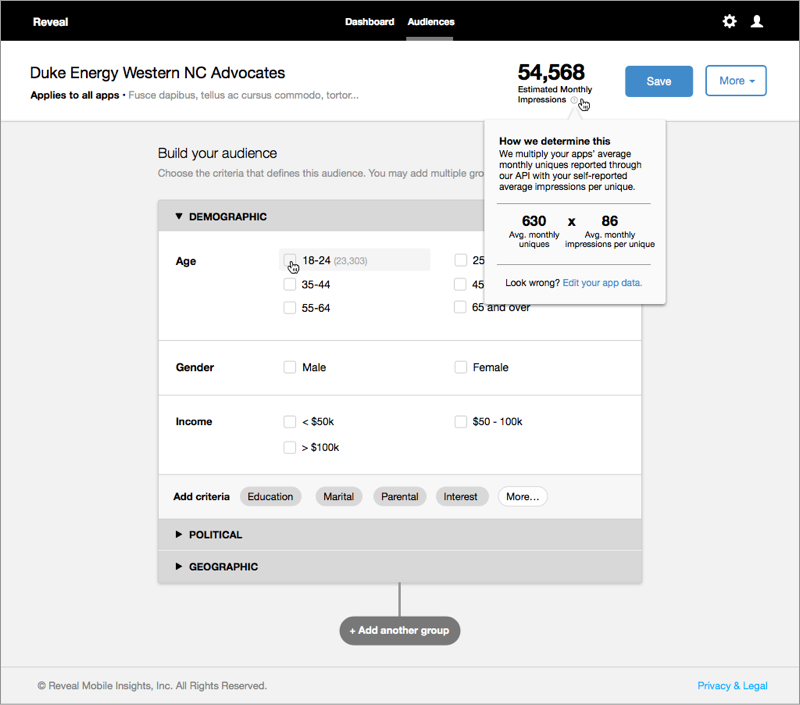 Reveal
Dashboard Audiences
Duke Energy Western NC Advocates
Applies to all apps • Fusce dapibus, tellus ac cursus commodo, tortor...
54,568
Estimated Monthly
Impressions
Save
More
How we determine this
We multiply your apps' average
monthly uniques reported through
our API with your self-reported
average impressions per unique.
630 x 86
Avg. monthly
uniques
Avg. monthly
impressions per unique
Look wrong? Edit your app data.
Build your audience
Choose the criteria that defines this audience. You may add multiple gro
▼ DEMOGRAPHIC
Age
18-24 (23,303)
25
35-44
45
55-64
65 and over
Gender
Male
Female
Income
< $50k
$50 - 100k
> $100k
Add criteria Education Marital Parental Interest More...
▶ POLITICAL
▶ GEOGRAPHIC
+ Add another group
© Reveal Mobile Insights, Inc. All Rights Reserved.
Privacy & Legal